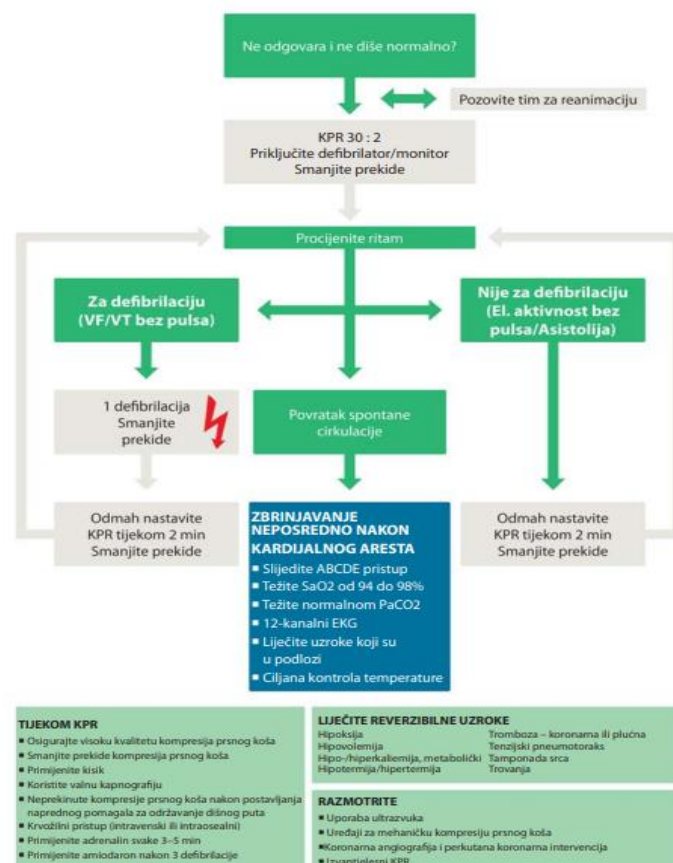 Ne odgovara i ne diše normalno?
Pozovite tim za reanimaciju
KPR 30 : 2
Priključite defibrilator/monitor
Smanjite prekide
Procijenite ritam
Za defibrilaciju
(VF/VT bez pulsa)
Nije za defibrilaciju
(El. aktivnost bez
pulsa/Asistolija)
1 defibrilacija
Smanjite
prekide
Povratak spontane
cirkulacije
Odmah nastavite
KPR tijekom 2 min
Smanjite prekide
ZBRINJAVANJE
NEPOSREDNO NAKON
KARDIJALNOG ARESTA
▪ Slijedite ABCDE pristup
▪ Težite SaO2 od 94 do 98%
▪ Težite normalnom PaCO2
▪ 12-kanalni EKG
▪ Liječite uzroke koji su
u podlozi
▪ Ciljana kontrola temperature
Odmah nastavite
KPR tijekom 2 min
Smanjite prekide
TIJEKOM KPR
▪ Osigurajte visoku kvalitetu kompresija prsnog koša
▪ Smanjite prekide kompresija prsnog koša
▪ Primijenite kisik
▪ Koristite valnu kapnografiju
▪ Neprekinute kompresije prsnog koša nakon postavljanja
naprednog pomagala za održavanje dišnog puta
▪ Krvožilni pristup (intravenski ili intraosealni)
▪ Primijenite adrenalin svake 3–5 min
▪ Primijenite amiodaron nakon 3 defibrilacije
LIJEČITE REVERZIBILNE UZROKE
Hipoksija Tromboza – koronarna ili plućna
Hipovolemija Tenzijski pneumotoraks
Hipo-/hiperkaliemija, metabolički Tamponada srca
Hipotermija/hipertermija Trovanja
RAZMOTRITE
▪ Uporaba ultrazvuka
▪ Uređaji za mehaničku kompresiju prsnog koša
▪Koronarna angiografija i perkutana koronarna intervencija
▪ Izvantjelesni KPR